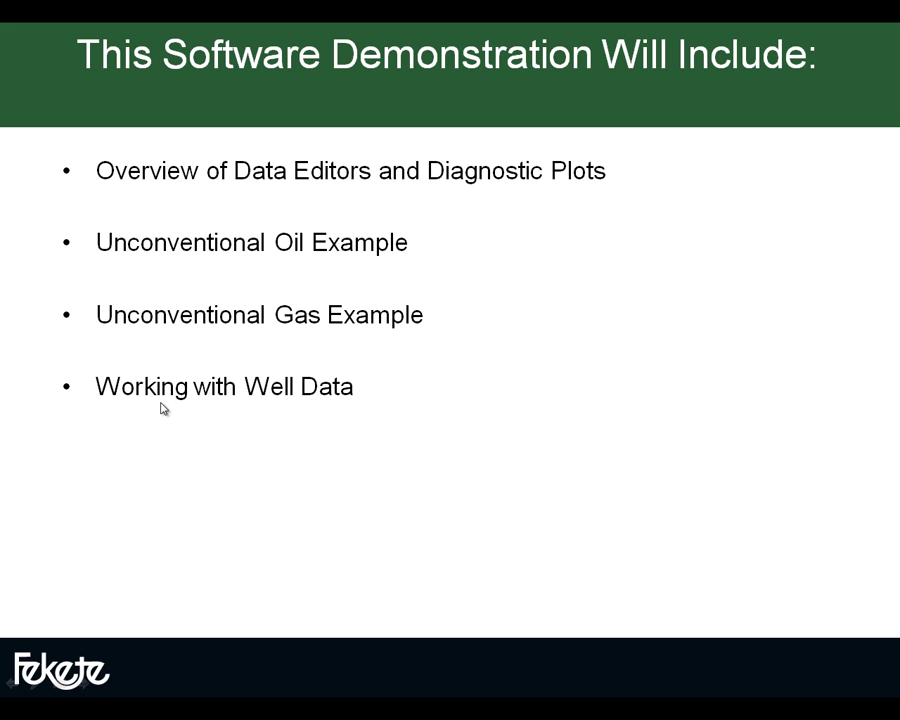 This Software Demonstration Will Include:
• Overview of Data Editors and Diagnostic Plots
• Unconventional Oil Example
• Unconventional Gas Example
• Working with Well Data
Fekete